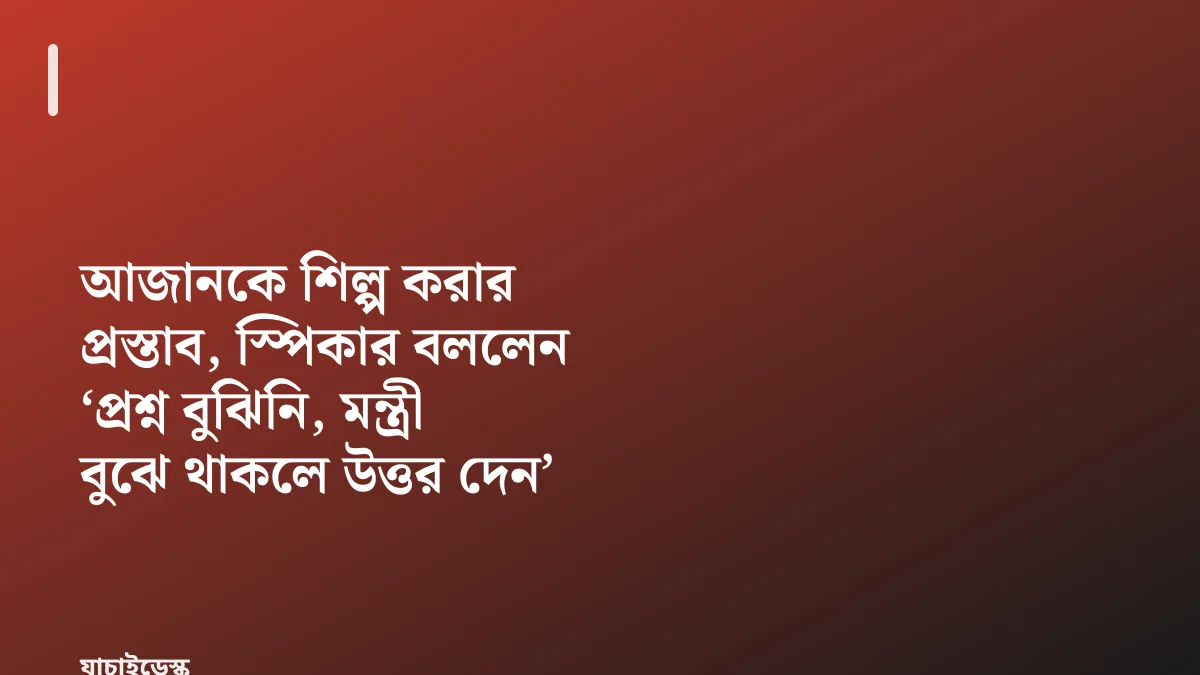 আজানকে শিল্প করার
প্রস্তাব, স্পিকার বললেন
‘প্রশ্ন বুঝিনি, মন্ত্রী
বুঝে থাকলে উত্তর দেন’
যাচাইডেস্ক